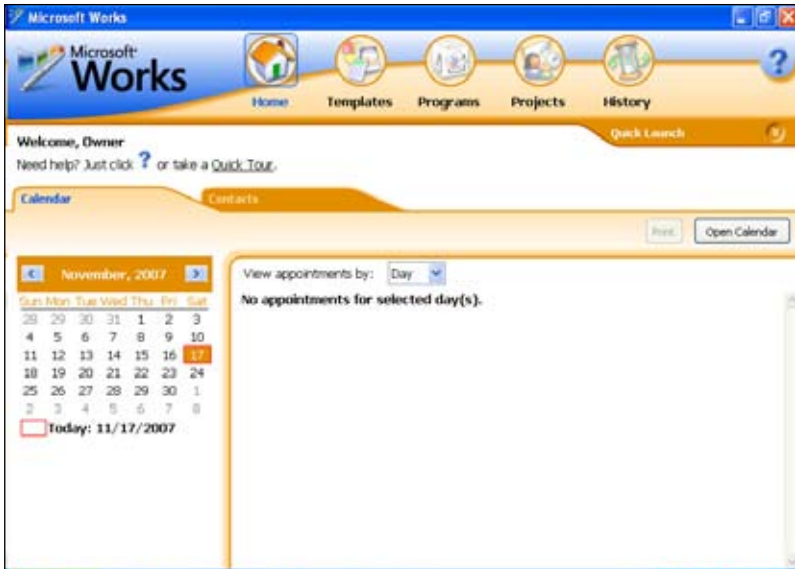 Microsoft Works
Microsoft
Works
Home Templates Programs Projects History
?
Quick Launch
Welcome, Owner
Need help? Just click ? or take a Quick Tour.
Calendar Contacts
Print Open Calendar
November, 2007
View appointments by: Day
No appointments for selected day(s).
Sun Mon Tue Wed Thu Fri Sat
28 29 30 31 1 2 3
4 5 6 7 8 9 10
11 12 13 14 15 16 17
18 19 20 21 22 23 24
25 26 27 28 29 30 1
2 3 4 5 6 7 8
Today: 11/17/2007